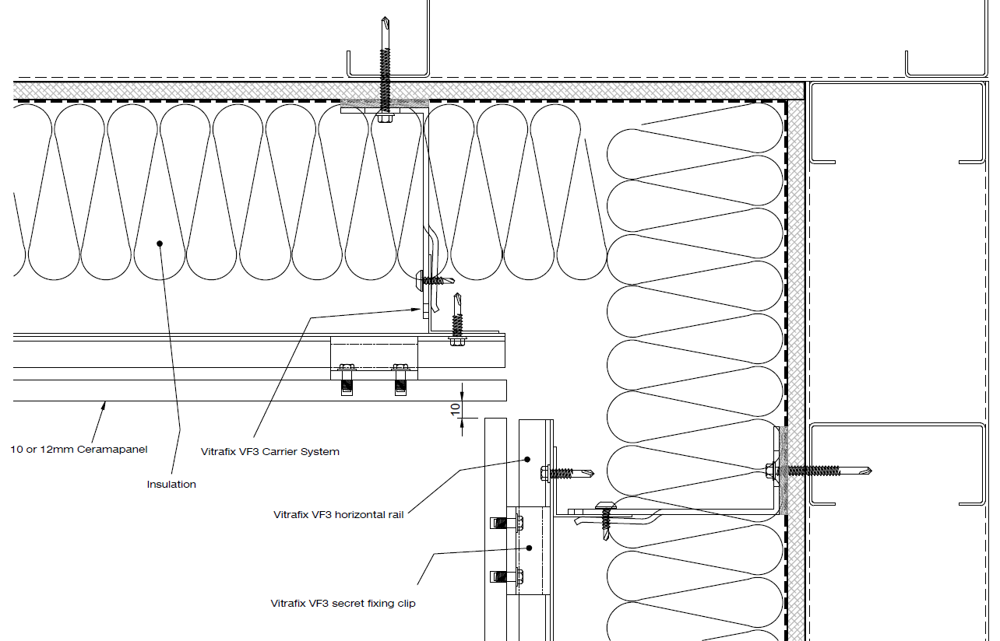 10
10 or 12mm Ceramapanel
Vitrafix VF3 Carrier System
Insulation
Vitrafix VF3 horizontal rail
Vitrafix VF3 secret fixing clip